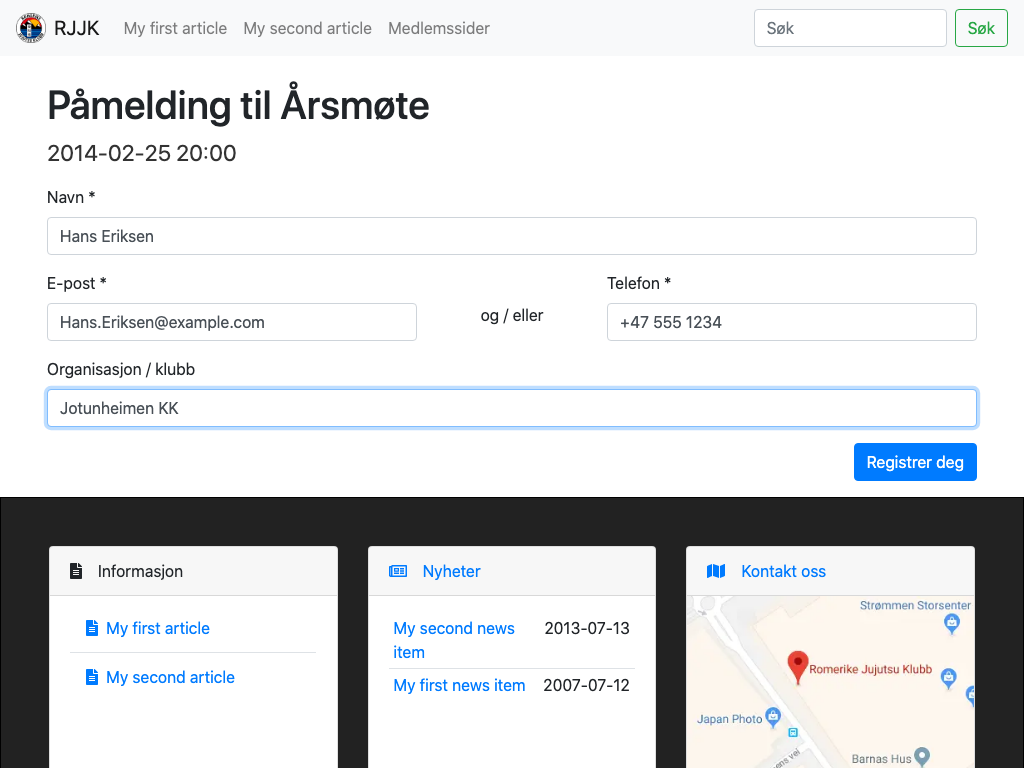 RJJK My first article My second article Medlemssider Søk Søk
Påmelding til Årsmøte
2014-02-25 20:00
Navn *
Hans Eriksen
E-post * Telefon *
Hans.Eriksen@example.com og / eller +47 555 1234
Organisasjon / klubb
Jotunheimen KK
Registrer deg
Informasjon
My first article
My second article
Nyheter
My second news item 2013-07-13
My first news item 2007-07-12
Kontakt oss
Strømmen Storsenter
Romerike Jujutsu Klubb
Japan Photo
Barnas Hus